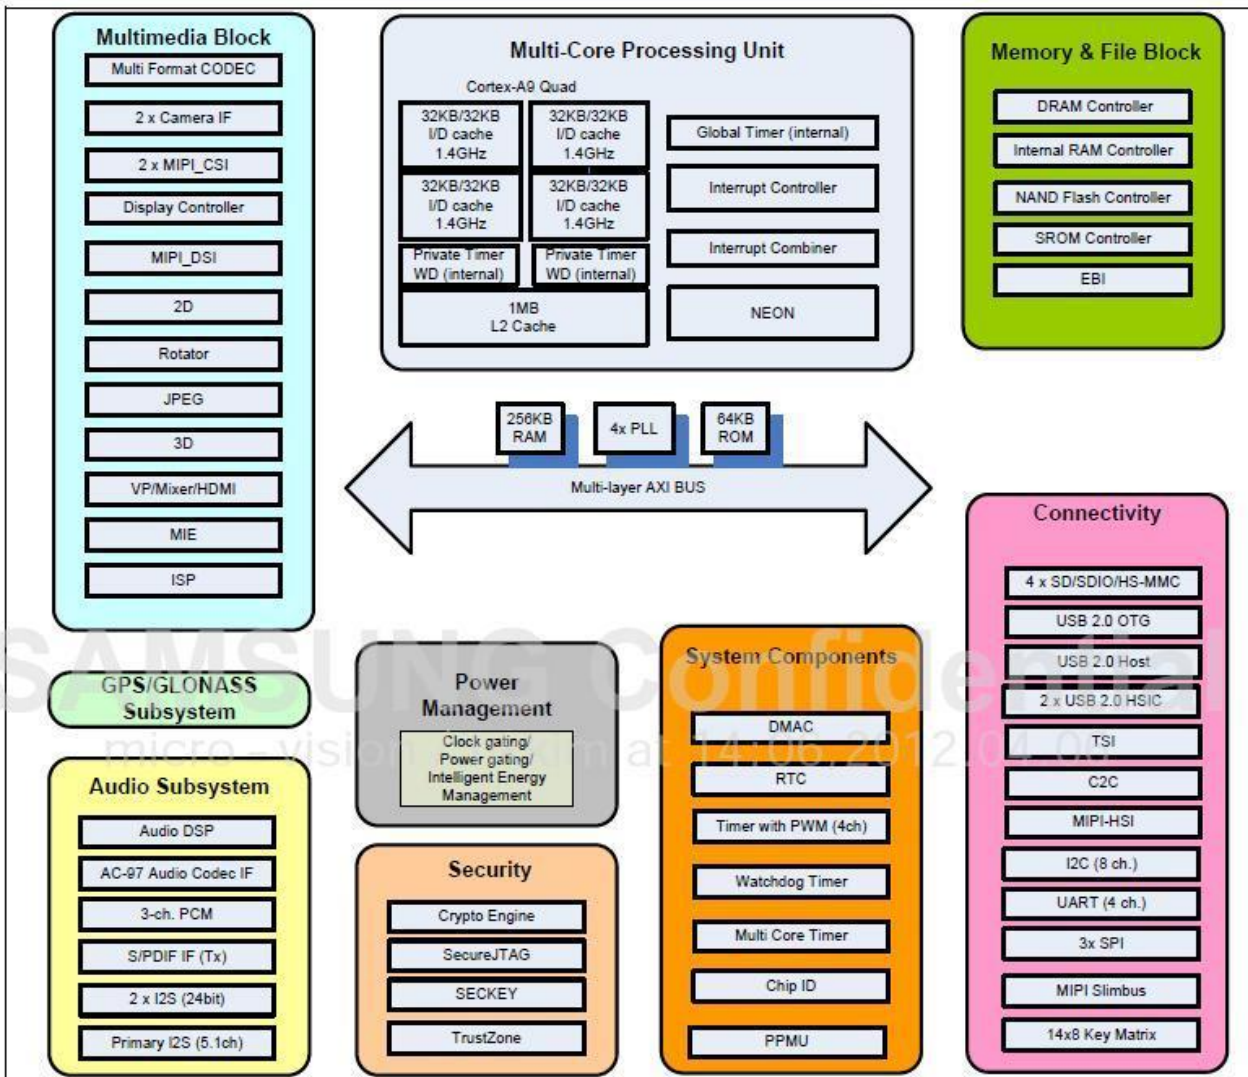 Multimedia Block
Multi Format CODEC
2 x Camera IF
2 x MIPI_CSI
Display Controller
MIPI_DSI
2D
Rotator
JPEG
3D
VP/Mixer/HDMI
MIE
ISP
Multi-Core Processing Unit
Cortex-A9 Quad
32KB/32KB
I/D cache
1.4GHz
32KB/32KB
I/D cache
1.4GHz
32KB/32KB
I/D cache
1.4GHz
32KB/32KB
I/D cache
1.4GHz
Private Timer
WD (internal)
Private Timer
WD (internal)
1MB
L2 Cache
Global Timer (internal)
Interrupt Controller
Interrupt Combiner
NEON
Memory & File Block
DRAM Controller
Internal RAM Controller
NAND Flash Controller
SROM Controller
EBI
256KB
RAM
4x PLL
64KB
ROM
Multi-layer AXI BUS
SAMSUNG Confidential
GPS/GLONASS
Subsystem
Audio Subsystem
Audio DSP
AC-97 Audio Codec IF
3-ch. PCM
S/PDIF IF (Tx)
2 x I2S (24bit)
Primary I2S (5.1ch)
Power
Management
Clock gating/
Power gating/
Intelligent Energy
Management
Security
Crypto Engine
SecureJTAG
SECKEY
TrustZone
System Components
DMAC
RTC
Timer with PWM (4ch)
Watchdog Timer
Multi Core Timer
Chip ID
PPMU
Connectivity
4 x SD/SDIO/HS-MMC
USB 2.0 OTG
USB 2.0 Host
2 x USB 2.0 HSIC
TSI
C2C
MIPI-HSI
I2C (8 ch.)
UART (4 ch.)
3x SPI
MIPI Slimbus
14x8 Key Matrix
micro - vision at 14:06,2012.04.00